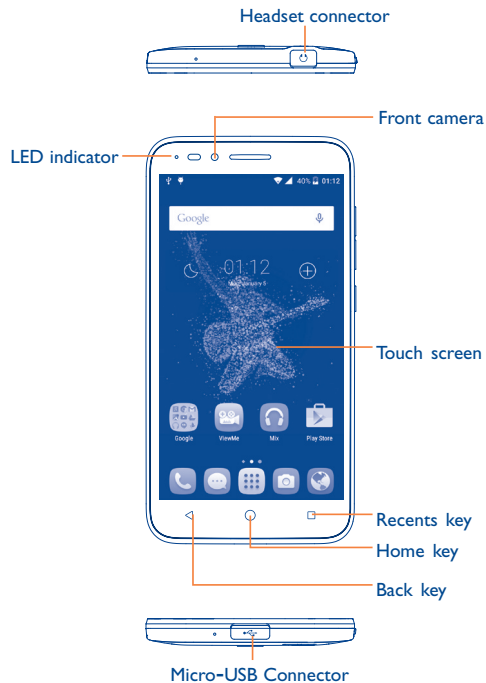 Headset connector
Front camera
LED indicator
40% 01:12
Google
01:12
Touch screen
Google ViewMe Mix Play Store
Recents key
Home key
Back key
Micro-USB Connector